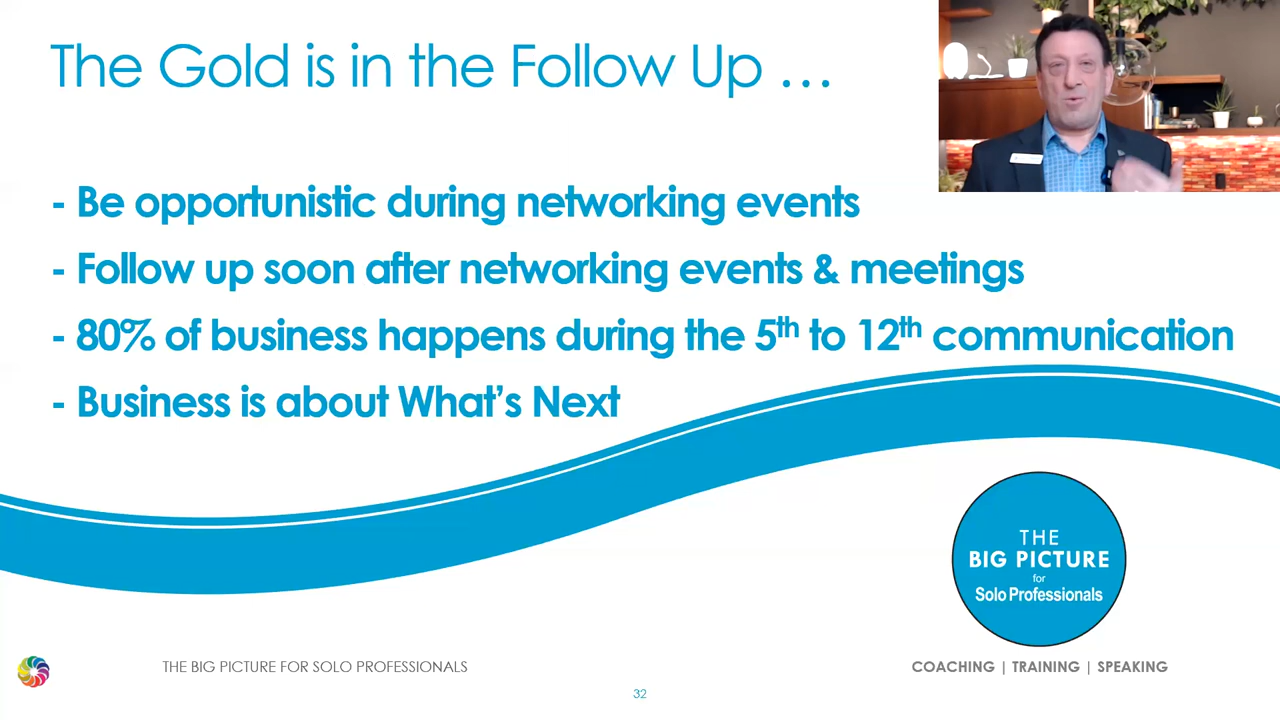 The Gold is in the Follow Up …
- Be opportunistic during networking events
- Follow up soon after networking events & meetings
- 80% of business happens during the 5th to 12th communication
- Business is about What’s Next
THE
BIG PICTURE
for
Solo Professionals
THE BIG PICTURE FOR SOLO PROFESSIONALS
COACHING | TRAINING | SPEAKING
32